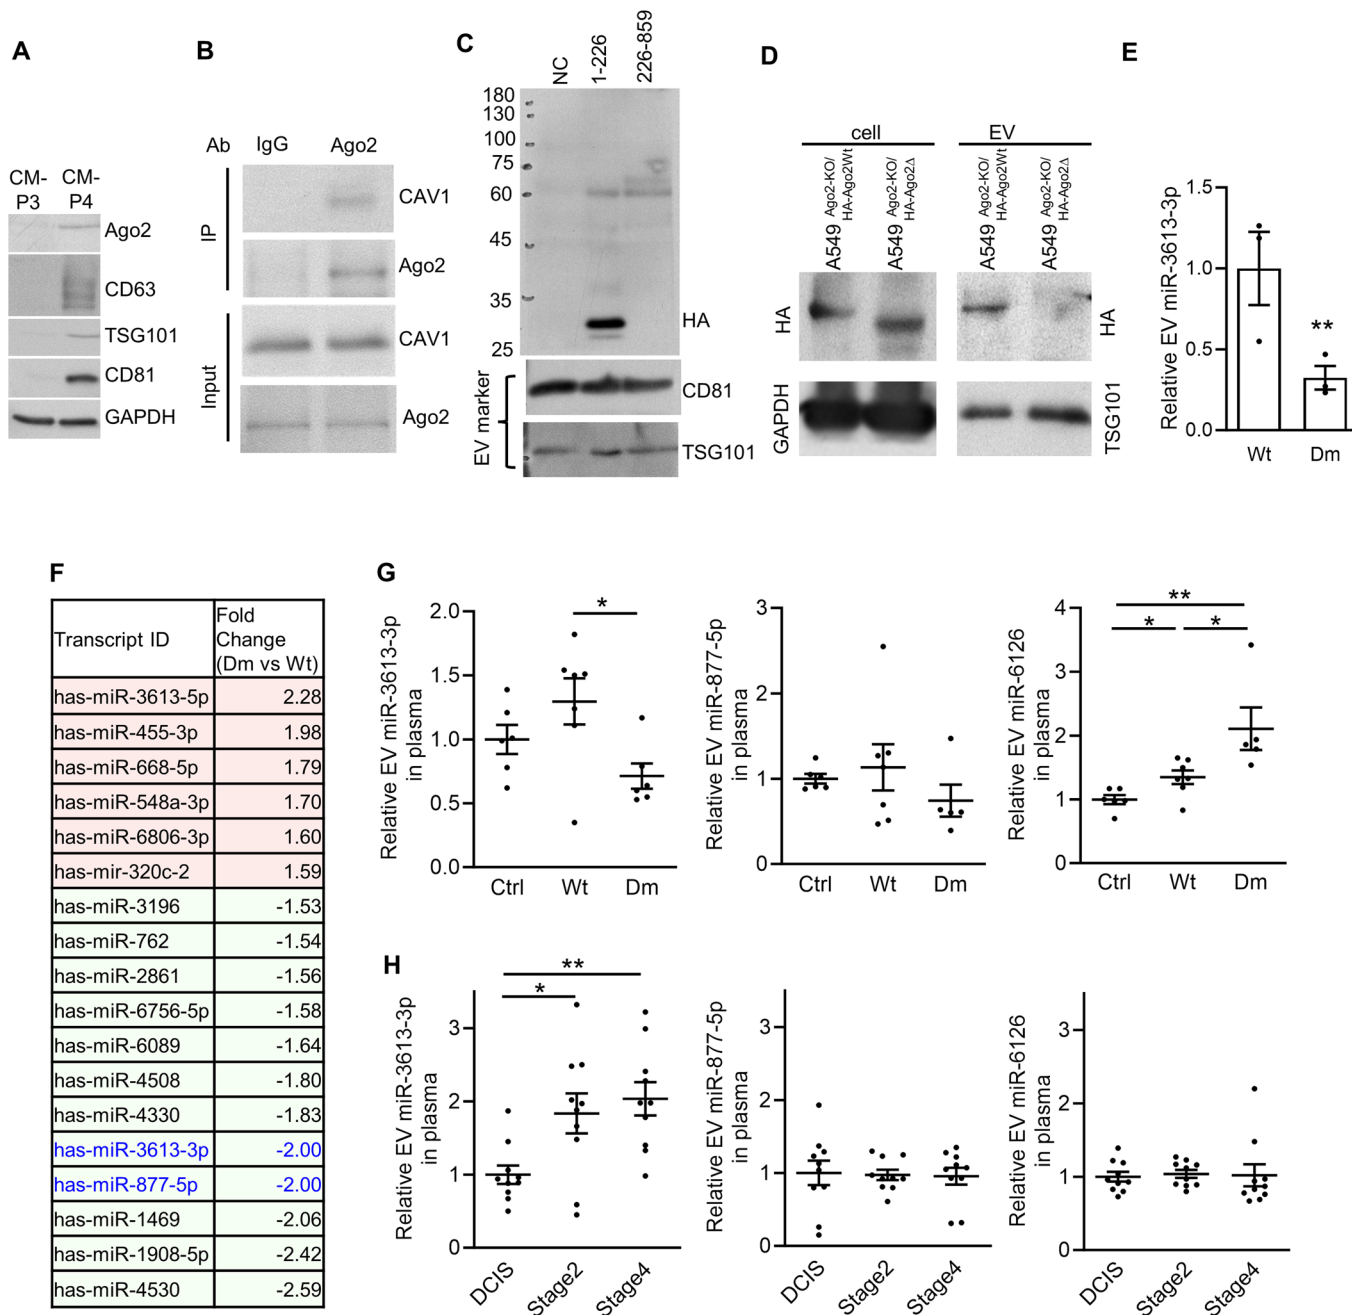 A
CM-
P3
CM-
P4
Ago2
CD63
TSG101
CD81
GAPDH
B
Ab
IgG
Ago2
IP
CAV1
Ago2
Input
CAV1
Ago2
C
NC
1-226
226-859
180
130
100
75
60
45
35
25
HA
EV marker
CD81
TSG101
D
cell
EV
A549 Ago2-KO/
HA-Ago2Wt
A549 Ago2-KO/
HA-Ago2Δ
A549 Ago2-KO/
HA-Ago2Wt
A549 Ago2-KO/
HA-Ago2Δ
HA
HA
GAPDH
TSG101
E
Relative EV miR-3613-3p
1.5
1.0
0.5
0.0
**
Wt
Dm
F
Transcript ID
Fold
Change
(Dm vs Wt)
has-miR-3613-5p 2.28
has-miR-455-3p 1.98
has-miR-668-5p 1.79
has-miR-548a-3p 1.70
has-miR-6806-3p 1.60
has-mir-320c-2 1.59
has-miR-3196 -1.53
has-miR-762 -1.54
has-miR-2861 -1.56
has-miR-6756-5p -1.58
has-miR-6089 -1.64
has-miR-4508 -1.80
has-miR-4330 -1.83
has-miR-3613-3p -2.00
has-miR-877-5p -2.00
has-miR-1469 -2.06
has-miR-1908-5p -2.42
has-miR-4530 -2.59
G
Relative EV miR-3613-3p
in plasma
2.0
1.5
1.0
0.5
0.0
*
Ctrl
Wt
Dm
Relative EV miR-877-5p
in plasma
3
2
1
0
Ctrl
Wt
Dm
Relative EV miR-6126
in plasma
4
3
2
1
0
**
*
*
Ctrl
Wt
Dm
H
Relative EV miR-3613-3p
in plasma
3
2
1
0
**
*
DCIS
Stage2
Stage4
Relative EV miR-877-5p
in plasma
3
2
1
0
DCIS
Stage2
Stage4
Relative EV miR-6126
in plasma
3
2
1
0
DCIS
Stage2
Stage4